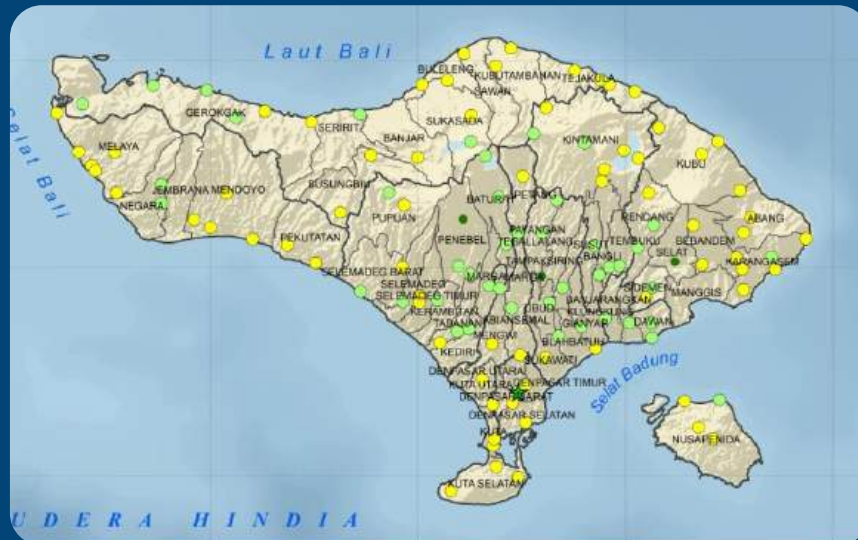 Laut Bali
Selat Bali
BULELENG
KUBUTAMBAHAN
TEJAKULA
SAWAN
GEROKGAK
SERIRIT
SUKASADA
BANJAR
KINTAMANI
KUBU
MELAYA
BUSUNGBIU
JEMBRANA
MENDOYO
NEGARA
PUPUAN
PETANG
RENDANG
ABANG
PEKUTATAN
PENEBEL
PAYANGAN
TEGALLALANG
SUSUT
TEMBUKU
BEBANDEM
BANGLI
SELAT
KARANGASEM
TAMPAKSIRING
SELEMADEG BARAT
MARGA
SELEMADEG
SIDEMEN
MANGGIS
SELEMADEG TIMUR
BANJARANGKAN
KERAMBITAN
UBUD
KLUNGKUNG
TABANAN
ABIANSEMAL
GIANYAR
DAWAN
MENGWI
BLAHBATUH
KEDIRI
SUKAWATI
Selat Badung
DENPASAR UTARA
KUTA UTARA
DENPASAR TIMUR
DENPASAR BARAT
DENPASAR SELATAN
KUTA
NUSAPENIDA
KUTA SELATAN
UDERA HINDIA